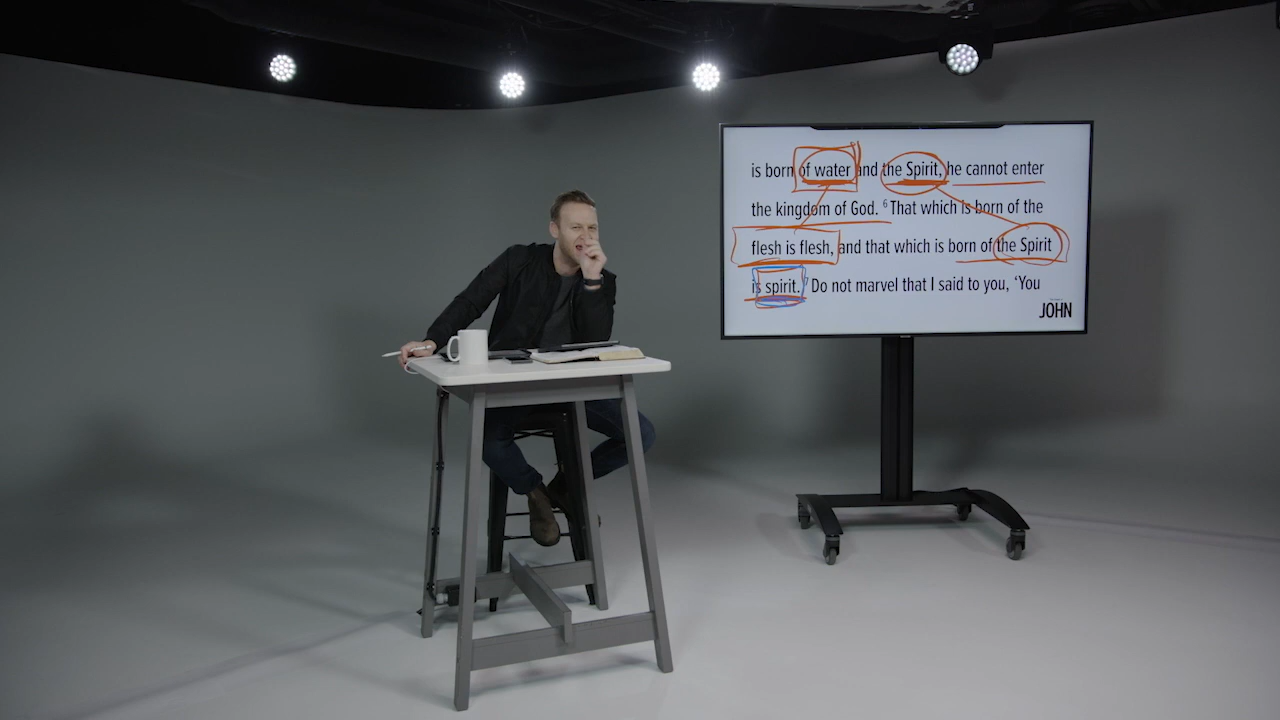 is born of water and the Spirit, he cannot enter
the kingdom of God. ⁶ That which is born of the
flesh is flesh, and that which is born of the Spirit
is spirit. Do not marvel that I said to you, ‘You
JOHN